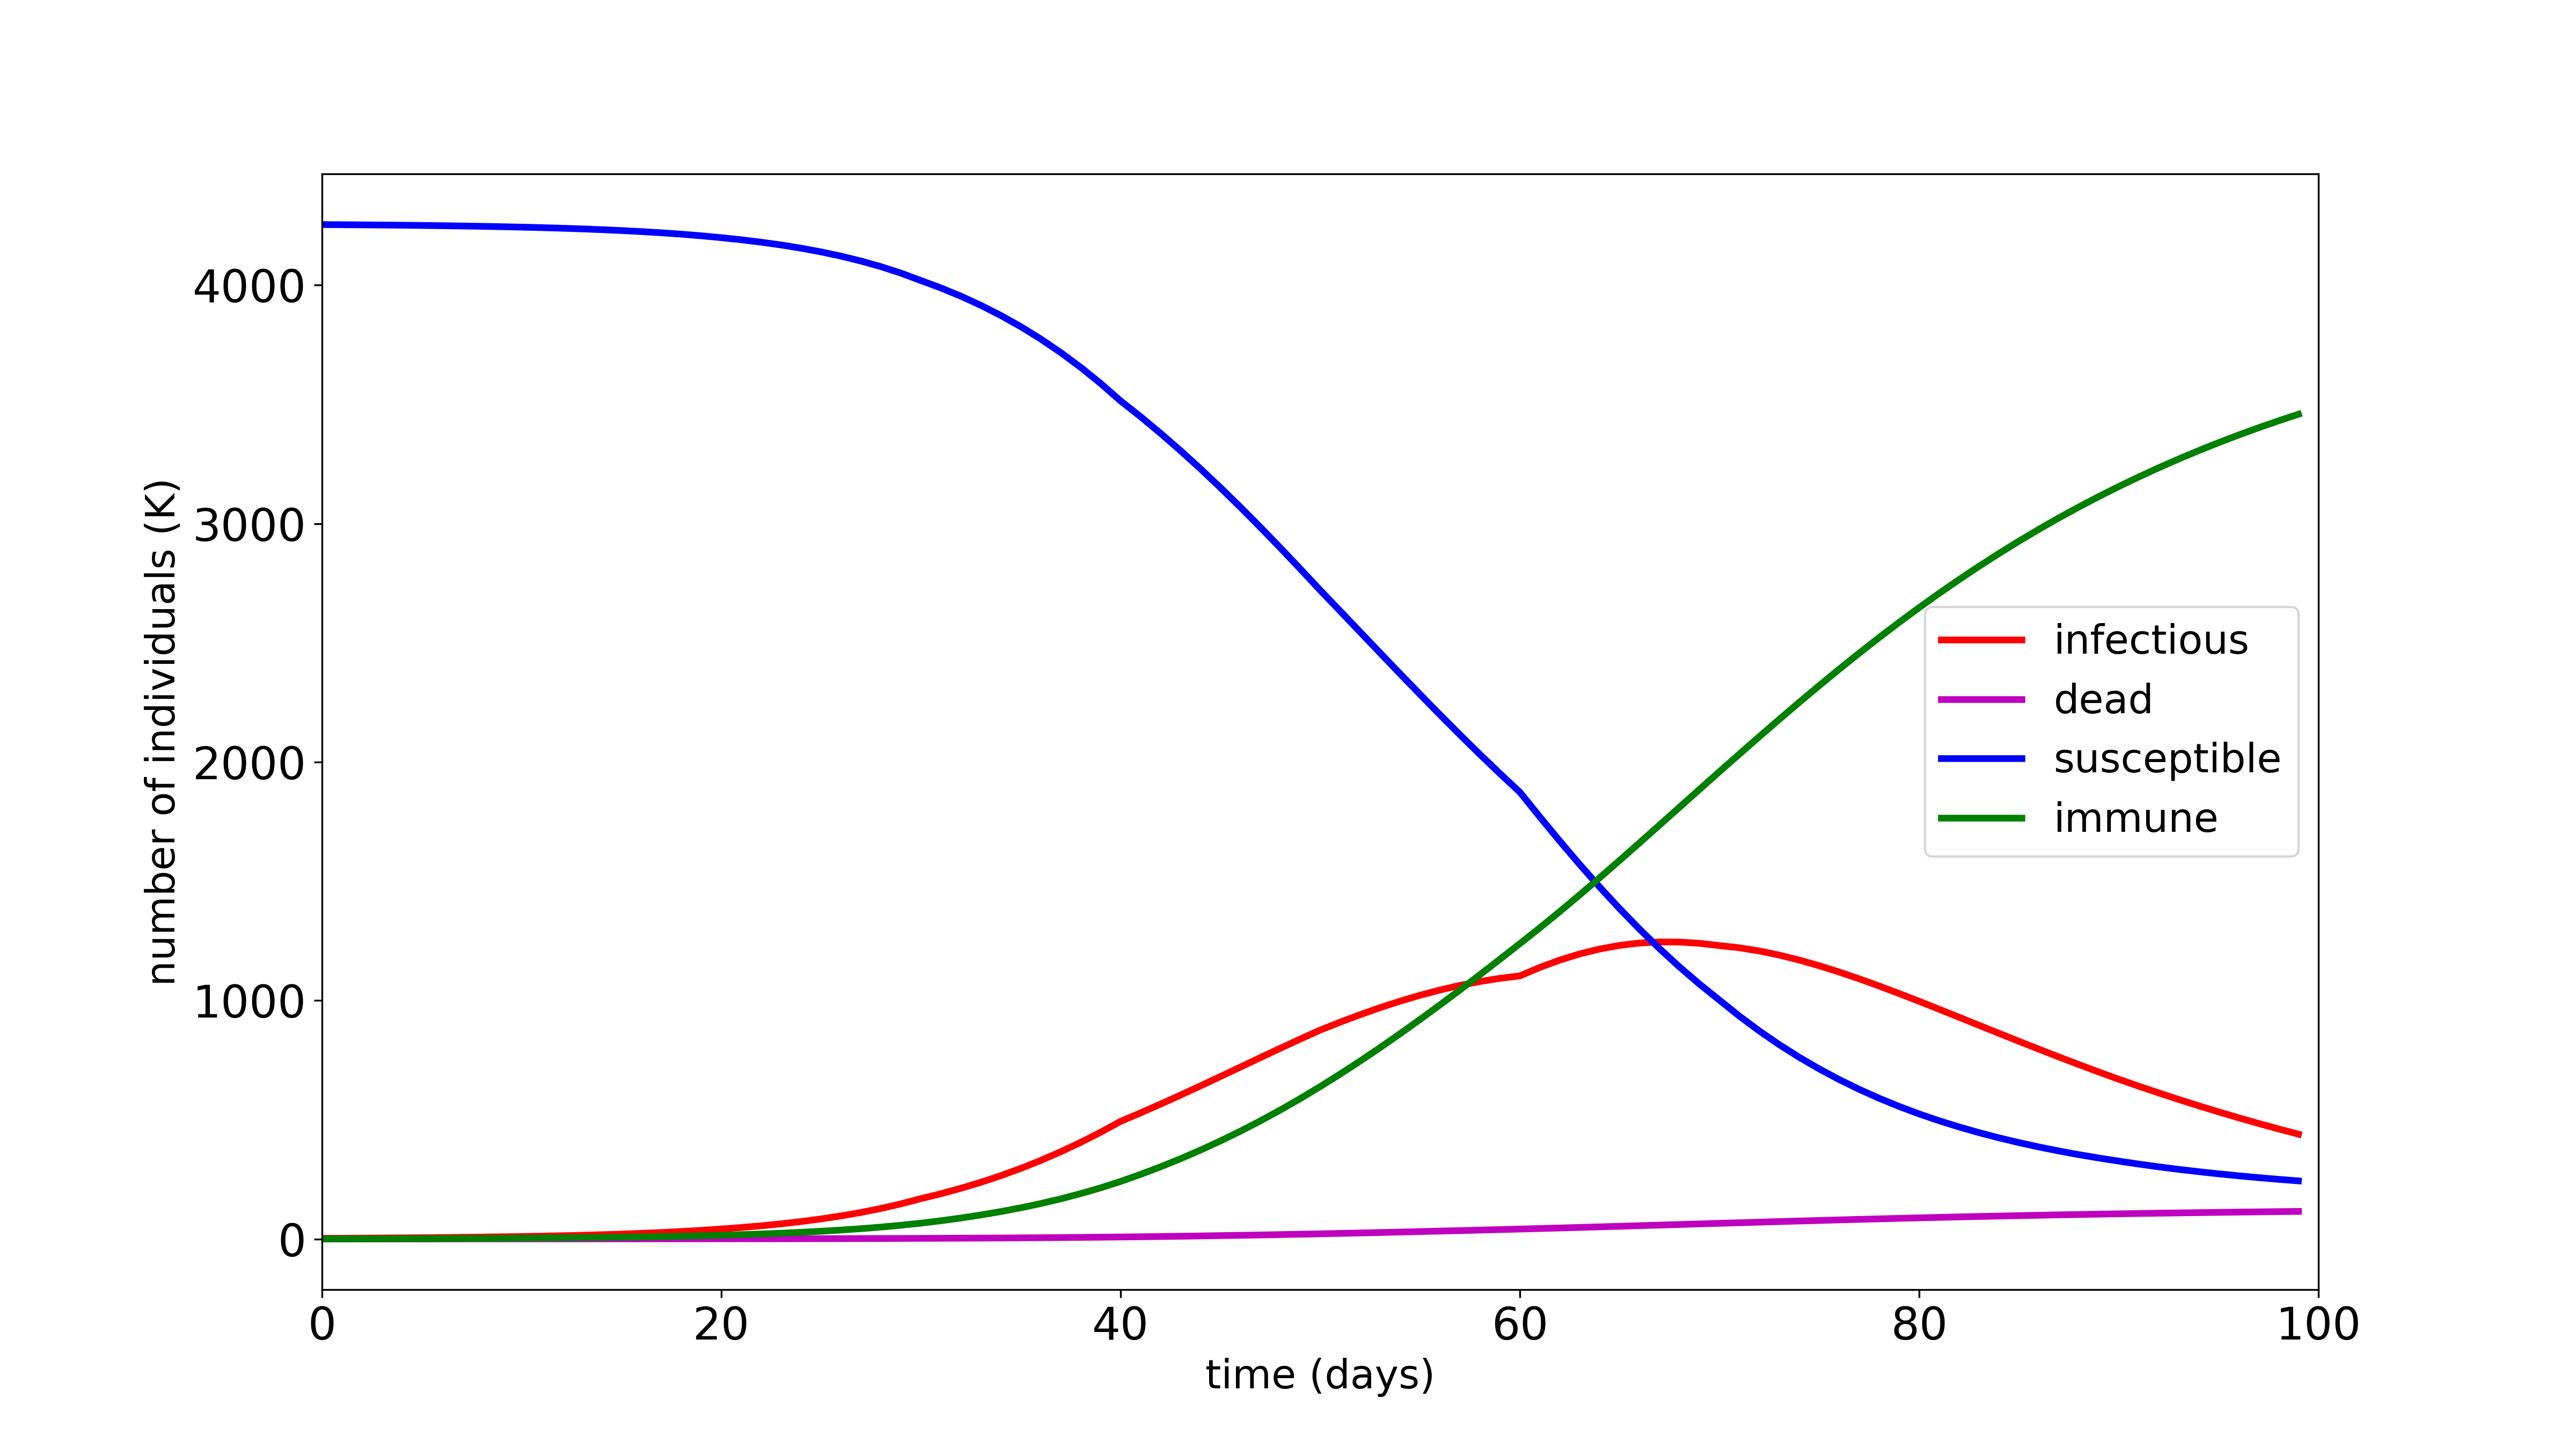 number of individuals (K)
4000
3000
2000
1000
0
infectious
dead
susceptible
immune
0 20 40 60 80 100
time (days)